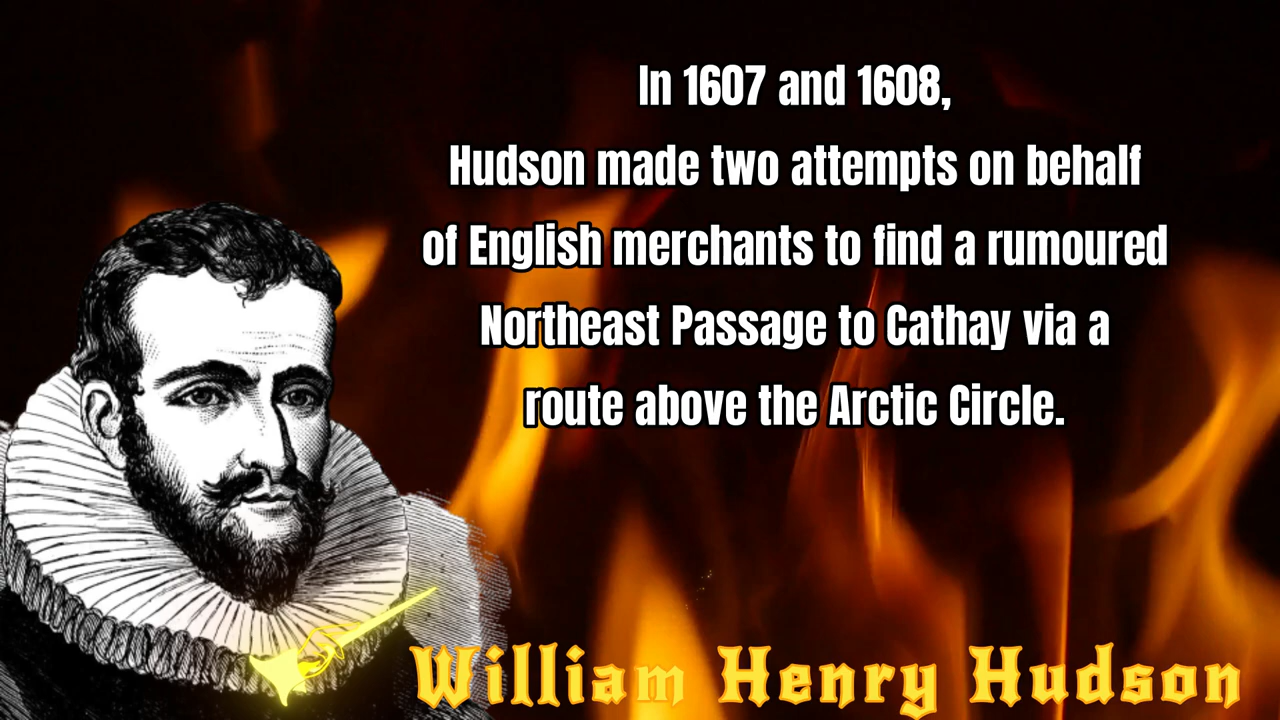 In 1607 and 1608,
Hudson made two attempts on behalf
of English merchants to find a rumoured
Northeast Passage to Cathay via a
route above the Arctic Circle.
William Henry Hudson